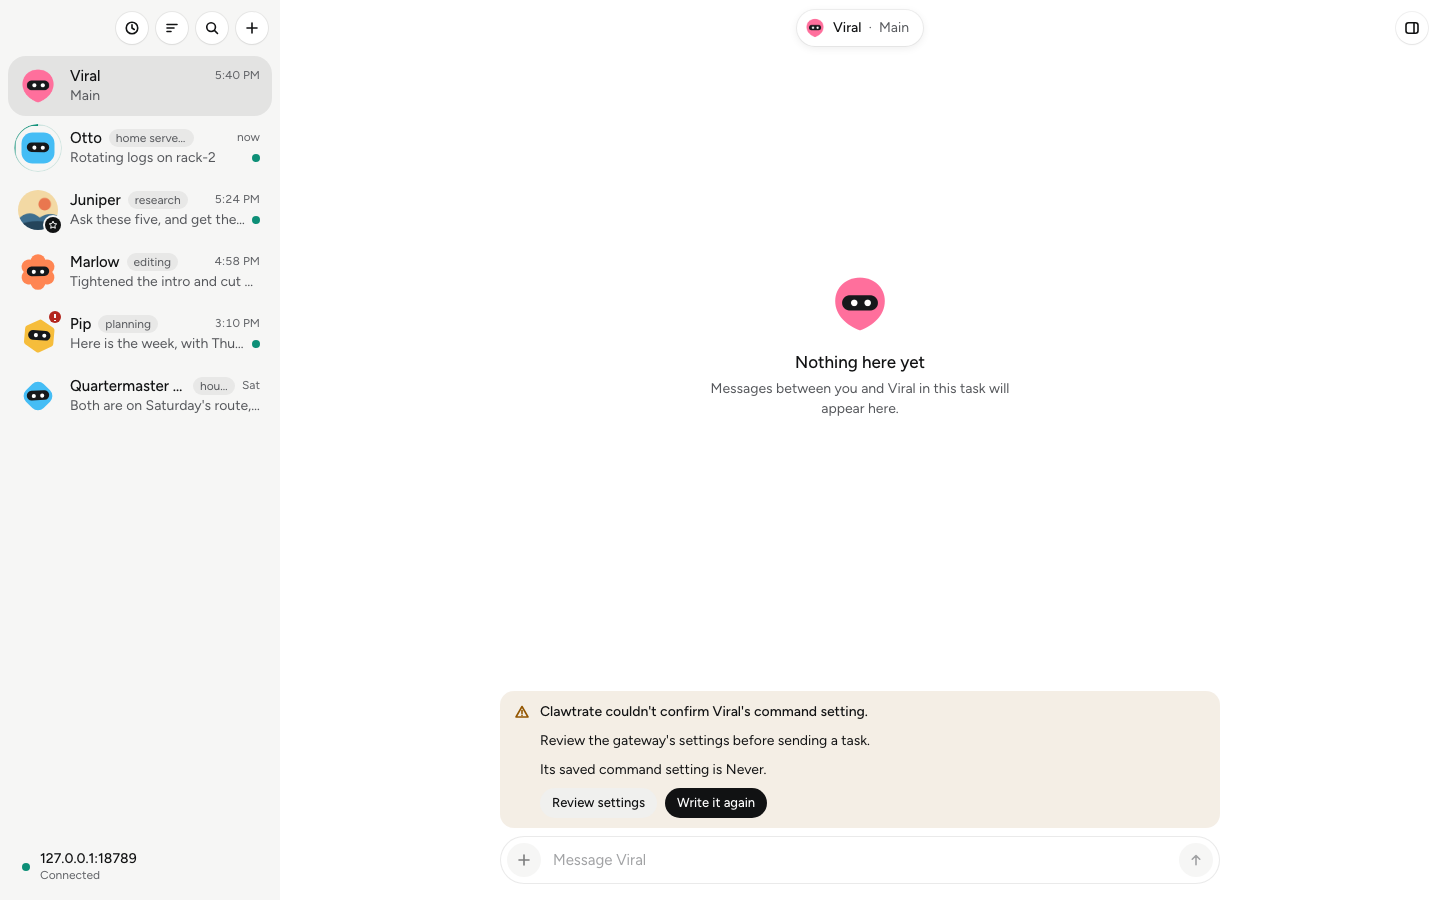 Viral
5:40 PM
Main
Otto
home serve...
now
Rotating logs on rack-2
Juniper
research
5:24 PM
Ask these five, and get the...
Marlow
editing
4:58 PM
Tightened the intro and cut ...
Pip
planning
3:10 PM
Here is the week, with Thu...
Quartermaster ...
hou...
Sat
Both are on Saturday's route,...
127.0.0.1:18789
Connected
Viral · Main
Nothing here yet
Messages between you and Viral in this task will
appear here.
Clawtrate couldn't confirm Viral's command setting.
Review the gateway's settings before sending a task.
Its saved command setting is Never.
Review settings
Write it again
Message Viral